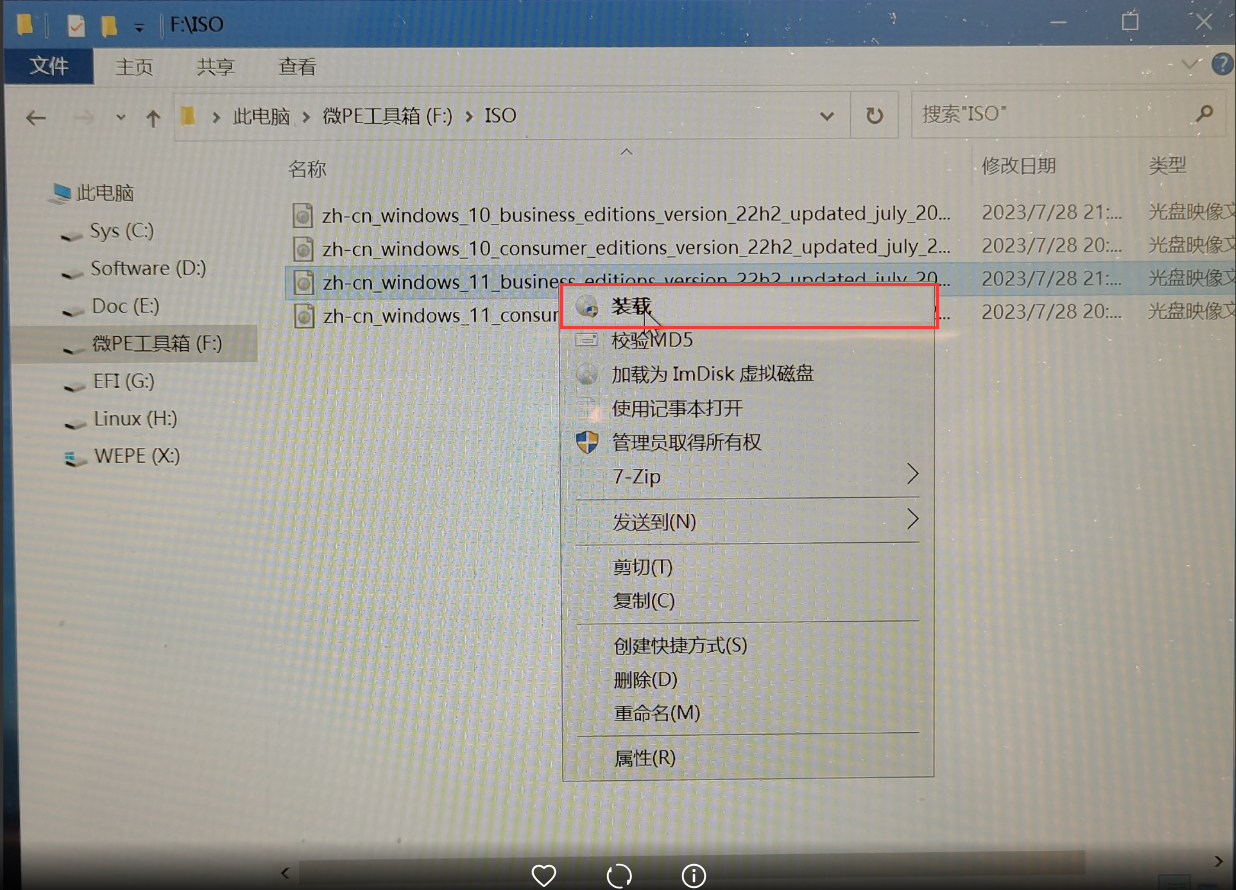 F:\ISO
文件 主页 共享 查看
此电脑 > 微PE工具箱 (F:) > ISO
搜索"ISO"
名称 修改日期 类型
此电脑
Sys (C:)
Software (D:)
Doc (E:)
微PE工具箱 (F:)
EFI (G:)
Linux (H:)
WEPE (X:)
zh-cn_windows_10_business_editions_version_22h2_updated_july_20... 2023/7/28 21:... 光盘映像文
zh-cn_windows_10_consumer_editions_version_22h2_updated_july_2... 2023/7/28 20:... 光盘映像文
zh-cn_windows_11_business_editions_version_22h2_updated_july_20... 2023/7/28 21:... 光盘映像文
zh-cn_windows_11_consur 2023/7/28 20:... 光盘映像文
装载
校验MD5
加载为 ImDisk 虚拟磁盘
使用记事本打开
管理员取得所有权
7-Zip
发送到(N)
剪切(T)
复制(C)
创建快捷方式(S)
删除(D)
重命名(M)
属性(R)